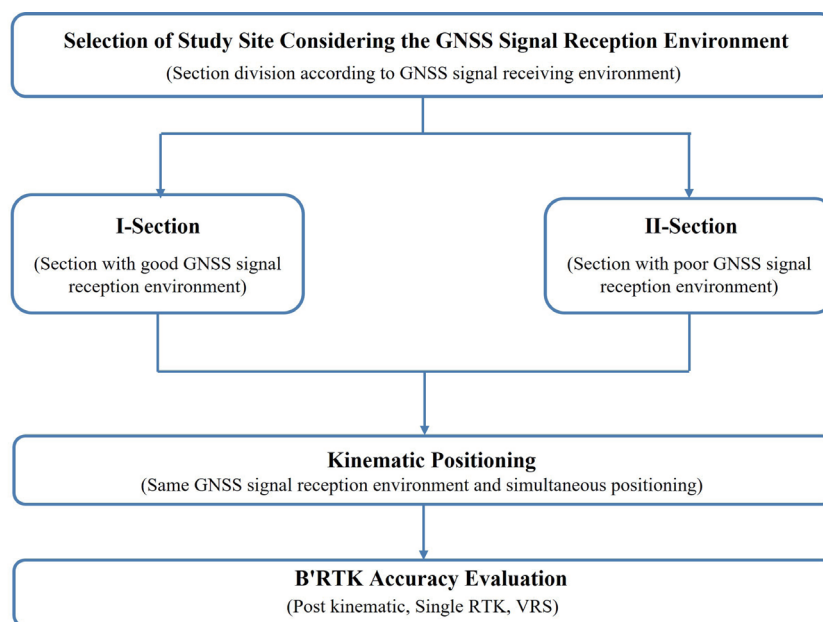 Selection of Study Site Considering the GNSS Signal Reception Environment
(Section division according to GNSS signal receiving environment)
I-Section
(Section with good GNSS signal
reception environment)
II-Section
(Section with poor GNSS signal
reception environment)
Kinematic Positioning
(Same GNSS signal reception environment and simultaneous positioning)
B'RTK Accuracy Evaluation
(Post kinematic, Single RTK, VRS)